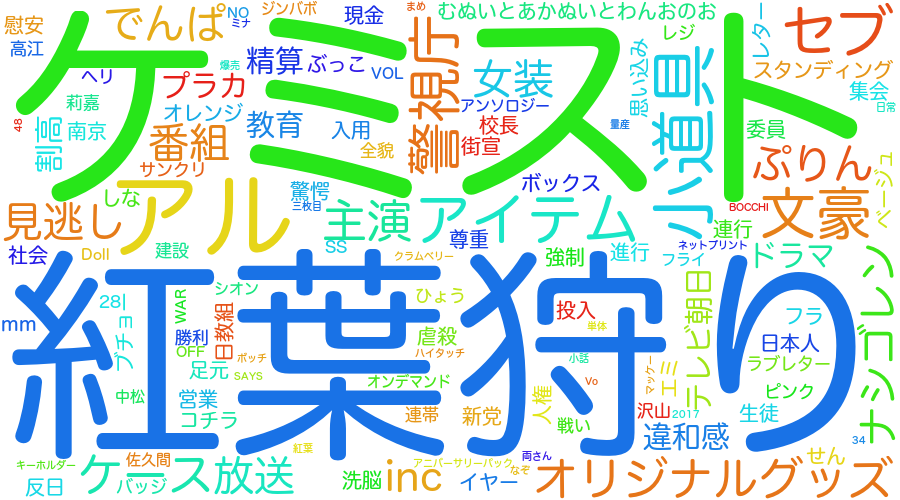 慰安
でんぱ
NO
ミナ
ジンバボ
現金
まめ
むぬいとあかぬいとわんおのお
レジ
レター
セブ
高江
ケミスト
ヘリ
爆売
精算
ぶっこ
VOL
警視庁
女装
思い込み
スタンディング
集会
日常
莉嘉
プラカ
オレンジ
アンソロジー
48
割高
南京
番組
教育
入用
校長
量産
小道具
委員
街宣
全貌
サンクリ
ぷりん
ベージュ
しな
アル
驚愕
三枚目
ボックス
BOCCHI
文豪
見逃し
主演
アイテム
連行
社会
Doll
建設
SS
尊重
クラムベリー
強制
進行
ネットプリント
フライ
ドラマ
ナシゴレン
28I
WAR
シオン
ひょう
投入
テレビ朝日
フラ
mm
ブチョー
勝利
日教組
虐殺
単体
日本人
OFF
ボッチ
ハイタッチ
小話
マッケー
エミ
ラブレター
足元
SAYS
オンデマンド
Vo
ピンク
紅葉狩り
中松
営業
コチラ
連帯
新党
人権
戦い
沢山
2017
生徒
違和感
34
紅葉
両さん
せん
キーホルダー
佐久間
ケース
放送
アニバーサリーパック
なぞ
反日
バッジ
洗脳
inc
イヤー
オリジナルグッズ